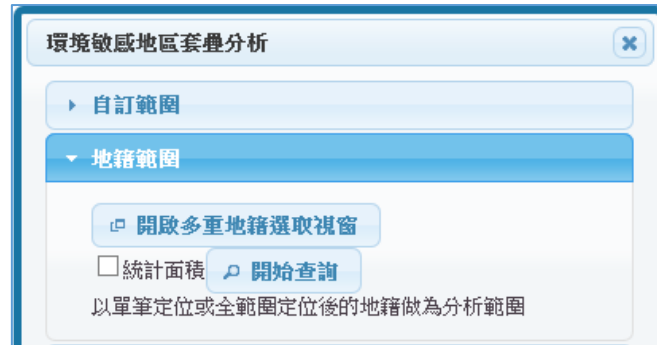 環境敏感地區套疊分析
自訂範圍
地籍範圍
開啟多重地籍選取視窗
統計面積 開始查詢
以單筆定位或全範圍定位後的地籍做為分析範圍